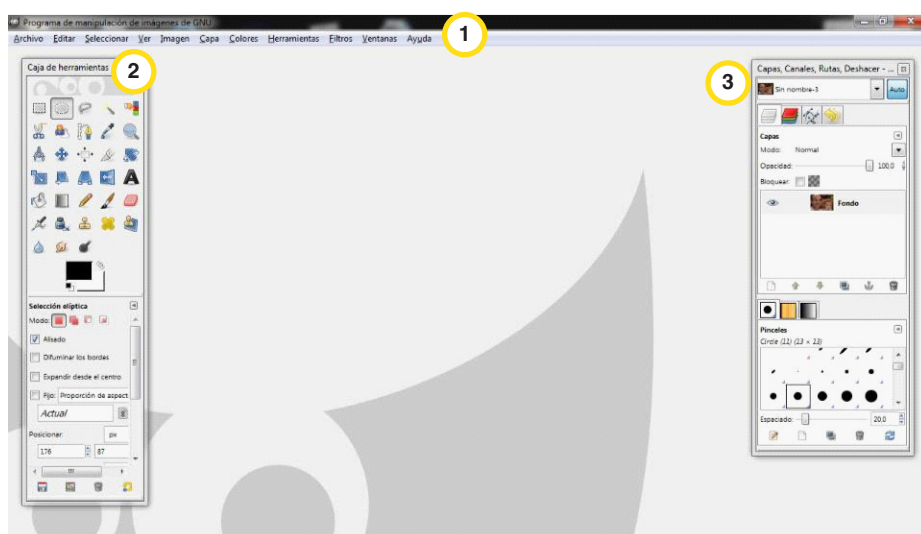 Programa de manipulación de imágenes de GNU
Archivo Editar Seleccionar Ver Imagen Capa Colores Herramientas Filtros Ventanas Ayuda
1
Caja de herramientas
2
Selección elíptica
Modo:
Alisado
Difuminar los bordes
Expandir desde el centro
Fijo: Proporción de aspect
Actual
Posicionar: px
176 87
3
Capas, Canales, Rutas, Deshacer - ...
Sin nombre-3 Auto
Capas
Modo: Normal
Opacidad: 100,0
Bloquear:
Fondo
Pinceles
Circle (11) (13 × 13)
Espaciado: 20,0